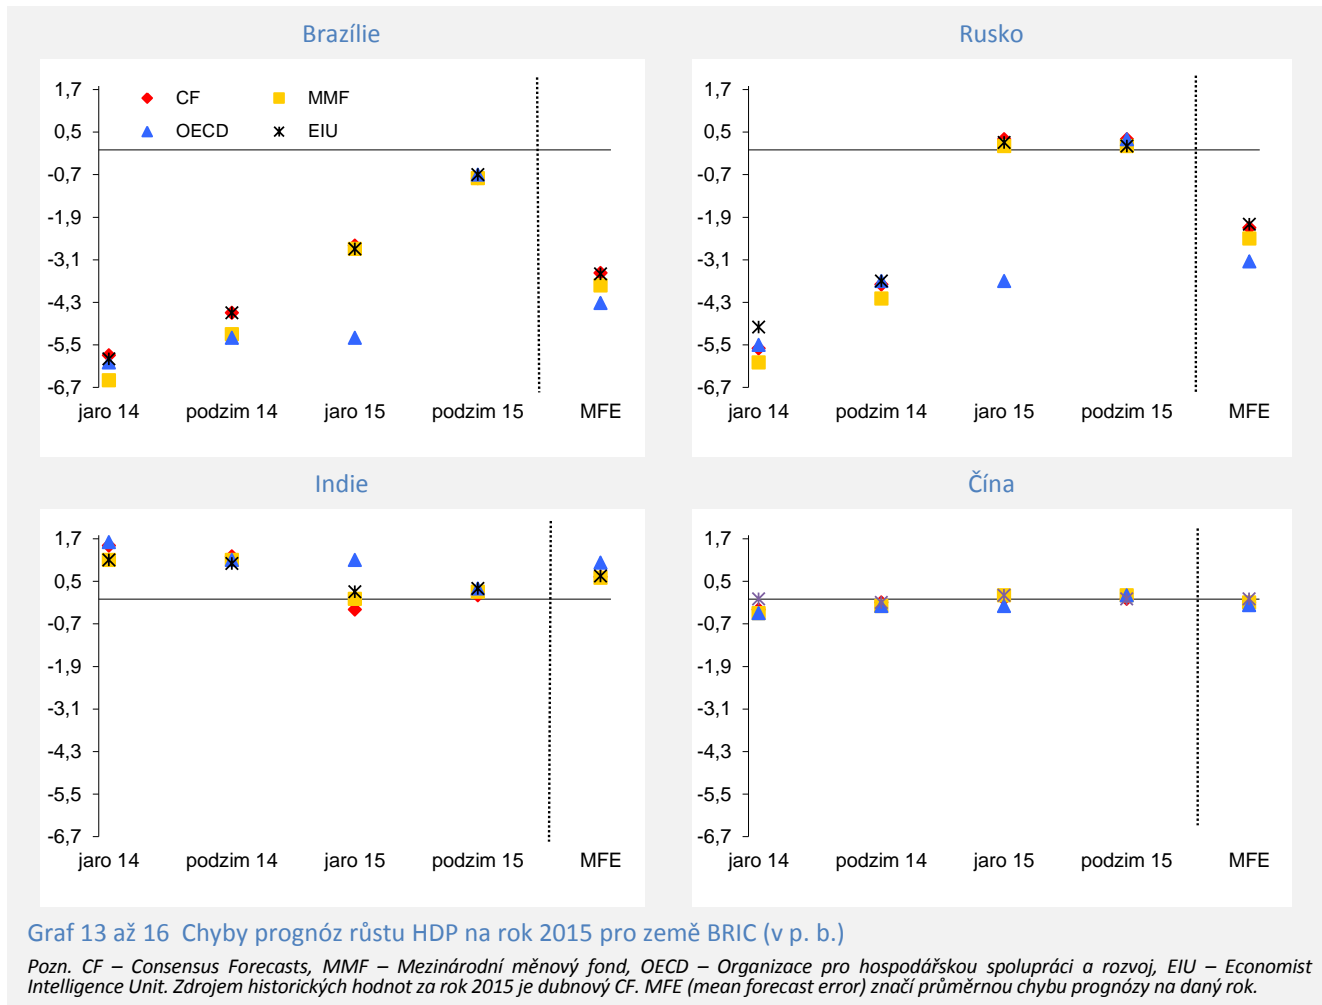 Brazílie
1,7
0,5
-0,7
-1,9
-3,1
-4,3
-5,5
-6,7
CF
MMF
OECD
EIU
jaro 14 podzim 14 jaro 15 podzim 15 MFE
Rusko
1,7
0,5
-0,7
-1,9
-3,1
-4,3
-5,5
-6,7
jaro 14 podzim 14 jaro 15 podzim 15 MFE
Indie
1,7
0,5
-0,7
-1,9
-3,1
-4,3
-5,5
-6,7
jaro 14 podzim 14 jaro 15 podzim 15 MFE
Čína
1,7
0,5
-0,7
-1,9
-3,1
-4,3
-5,5
-6,7
jaro 14 podzim 14 jaro 15 podzim 15 MFE
Graf 13 až 16 Chyby prognóz růstu HDP na rok 2015 pro země BRIC (v p. b.)
Pozn. CF – Consensus Forecasts, MMF – Mezinárodní měnový fond, OECD – Organizace pro hospodářskou spolupráci a rozvoj, EIU – Economist
Intelligence Unit. Zdrojem historických hodnot za rok 2015 je dubnový CF. MFE (mean forecast error) značí průměrnou chybu prognózy na daný rok.